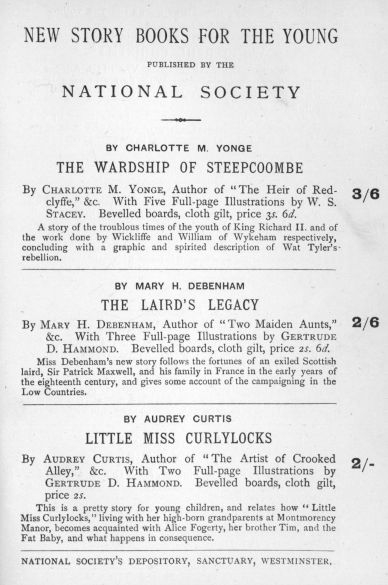 NEW STORY BOOKS FOR THE YOUNG
PUBLISHED BY THE
NATIONAL SOCIETY
BY CHARLOTTE M. YONGE
THE WARDSHIP OF STEEPCOOMBE
By CHARLOTTE M. YONGE, Author of "The Heir of Red-
clyffe," &c. With Five Full-page Illustrations by W. S.
STACEY. Bevelled boards, cloth gilt, price 3s. 6d.
3/6
A story of the troublous times of the youth of King Richard II. and of
the work done by Wickliffe and William of Wykeham respectively,
concluding with a graphic and spirited description of Wat Tyler's
rebellion.
BY MARY H. DEBENHAM
THE LAIRD'S LEGACY
By MARY H. DEBENHAM, Author of "Two Maiden Aunts,"
&c. With Three Full-page Illustrations by GERTRUDE
D. HAMMOND. Bevelled boards, cloth gilt, price 2s. 6d.
2/6
Miss Debenham's new story follows the fortunes of an exiled Scottish
laird, Sir Patrick Maxwell, and his family in France in the early years of
the eighteenth century, and gives some account of the campaigning in the
Low Countries.
BY AUDREY CURTIS
LITTLE MISS CURLYLOCKS
By AUDREY CURTIS, Author of "The Artist of Crooked
Alley," &c. With Two Full-page Illustrations by
GERTRUDE D. HAMMOND. Bevelled boards, cloth gilt,
price 2s.
2/-
This is a pretty story for young children, and relates how "Little
Miss Curlylocks," living with her high-born grandparents at Montmorency
Manor, becomes acquainted with Alice Fogerty, her brother Tim, and the
Fat Baby, and what happens in consequence.
NATIONAL SOCIETY'S DEPOSITORY, SANCTUARY, WESTMINSTER.